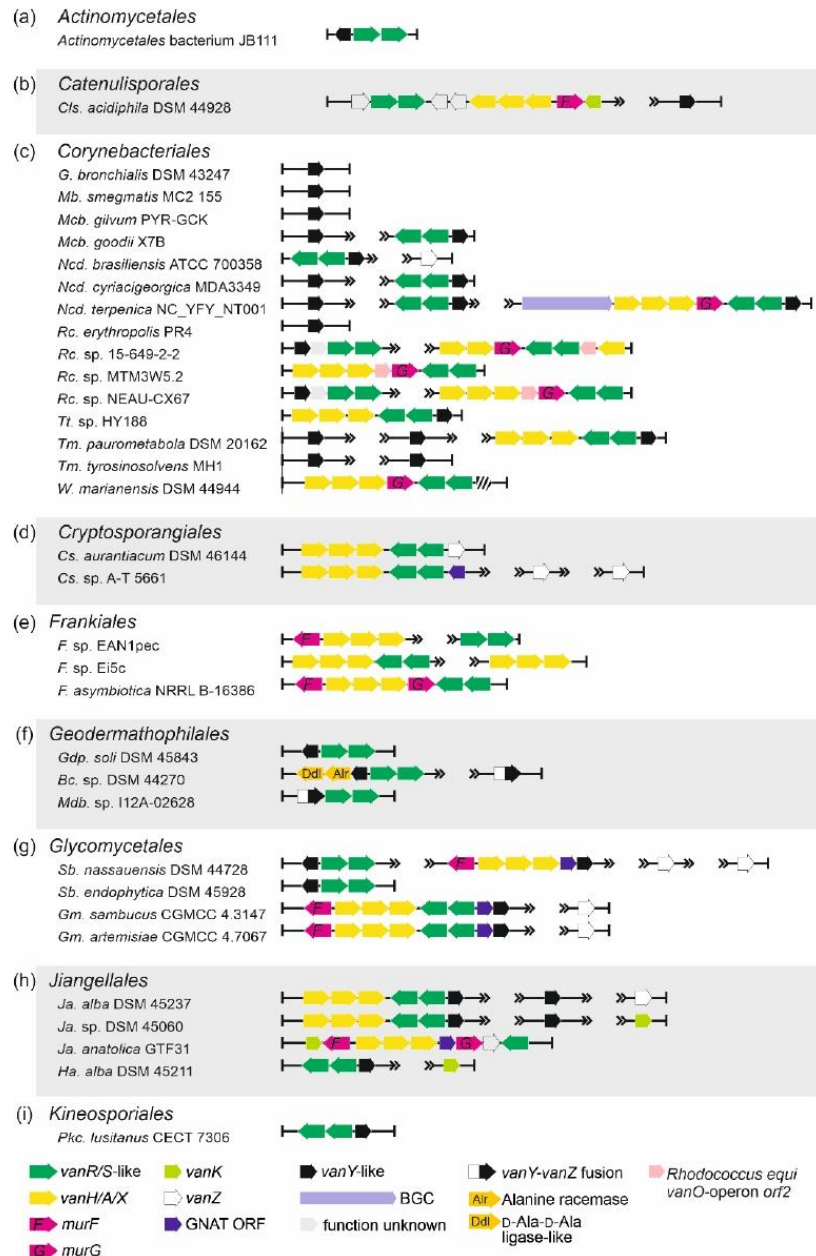 (a) Actinomycetales
Actinomycetales bacterium JB111
(b) Catenulisporales
Cls. acidiphila DSM 44928
F
(c) Corynebacteriales
G. bronchialis DSM 43247
Mb. smegmatis MC2 155
Mcb. gilvum PYR-GCK
Mcb. goodii X7B
Ncd. brasiliensis ATCC 700358
Ncd. cyriacigeorgica MDA3349
Ncd. terpenica NC_YFY_NT001
G
Rc. erythropolis PR4
Rc. sp. 15-649-2-2
G
Rc. sp. MTM3W5.2
G
Rc. sp. NEAU-CX67
G
Tt. sp. HY188
Tm. paurometabola DSM 20162
Tm. tyrosinosolvens MH1
W. marianensis DSM 44944
G
(d) Cryptosporangiales
Cs. aurantiacum DSM 46144
Cs. sp. A-T 5661
(e) Frankiales
F. sp. EAN1pec
F
F. sp. Ei5c
F. asymbiotica NRRL B-16386
F G
(f) Geodermathophilales
Gdp. soli DSM 45843
Bc. sp. DSM 44270
Ddl Alr
Mdb. sp. I12A-02628
(g) Glycomycetales
Sb. nassauensis DSM 44728
F
Sb. endophytica DSM 45928
Gm. sambucus CGMCC 4.3147
F
Gm. artemisiae CGMCC 4.7067
F
(h) Jiangellales
Ja. alba DSM 45237
Ja. sp. DSM 45060
Ja. anatolica GTF31
F G
Ha. alba DSM 45211
(i) Kineosporiales
Pkc. lusitanus CECT 7306
vanR/S-like
vanK
vanY-like
vanY-vanZ fusion
Rhodococcus equi
vanO-operon orf2
vanH/A/X
vanZ
BGC
Alr Alanine racemase
F murF
GNAT ORF
function unknown
Ddl D-Ala-D-Ala
ligase-like
G murG